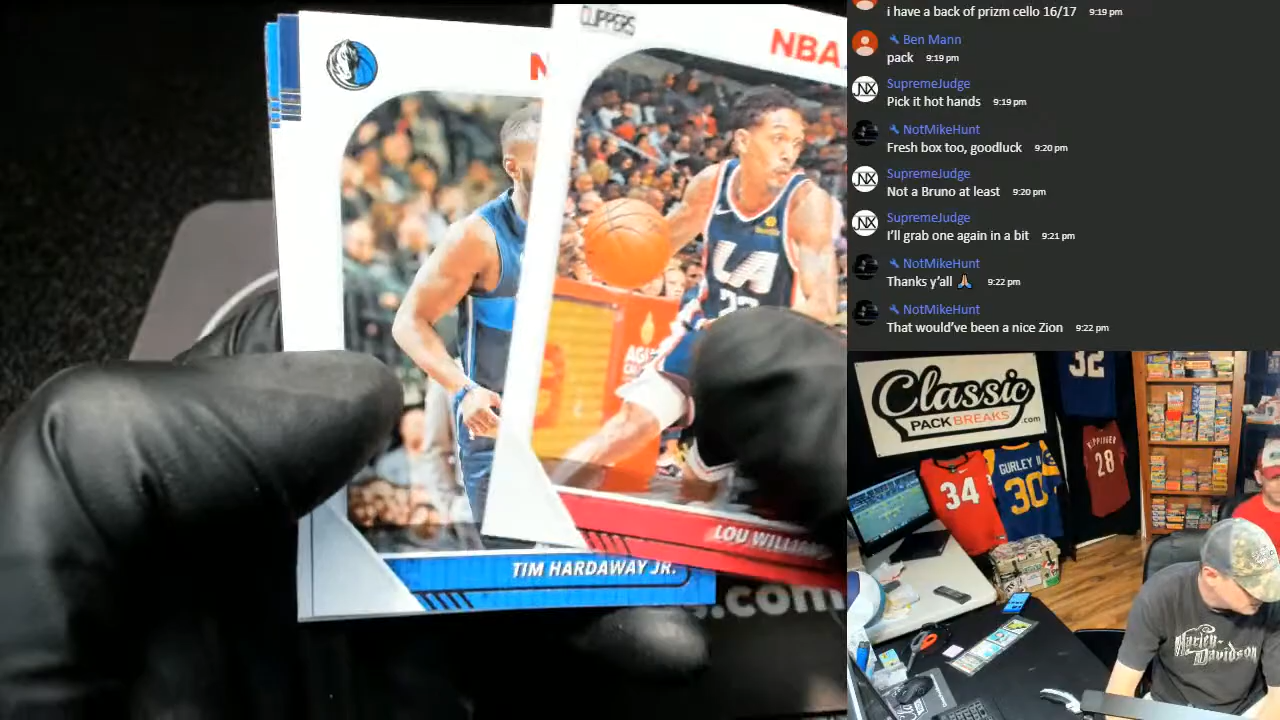 i have a back of prizm cello 16/17 9:19 pm
Ben Mann
pack 9:19 pm
SupremeJudge
Pick it hot hands 9:19 pm
NotMikeHunt
Fresh box too, goodluck 9:20 pm
SupremeJudge
Not a Bruno at least 9:20 pm
SupremeJudge
I'll grab one again in a bit 9:21 pm
NotMikeHunt
Thanks y'all 🙏 9:22 pm
NotMikeHunt
That would've been a nice Zion 9:22 pm
CLIPPERS
NBA
LA
LOU WILLIAMS
TIM HARDAWAY JR.
s.com
Classic
PACK BREAKS .com
32
34
GURLEY II
30
28
Harley-Davidson